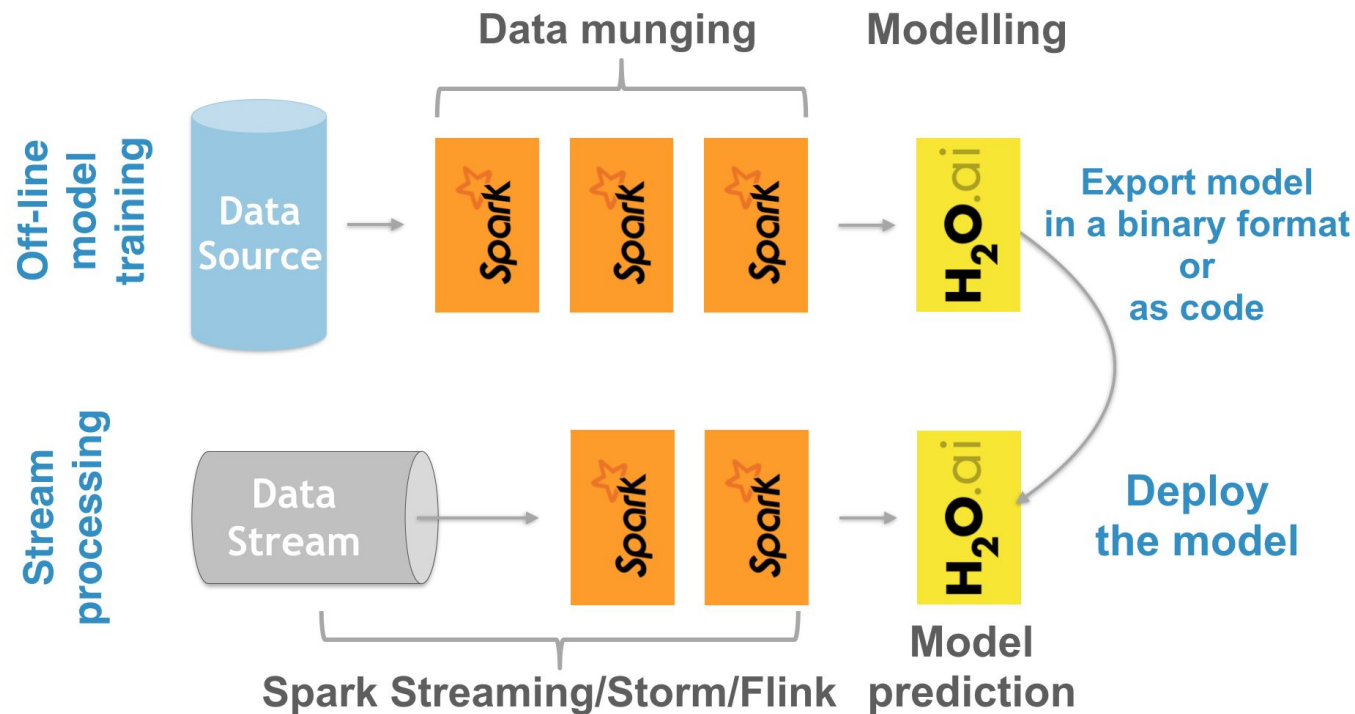 Data munging
Modelling
Off-line
model
training
Data
Source
Spark
Spark
Spark
H2O.ai
Export model
in a binary format
or
as code
Stream
processing
Data
Stream
Spark
Spark
H2O.ai
Deploy
the model
Spark Streaming/Storm/Flink
Model
prediction